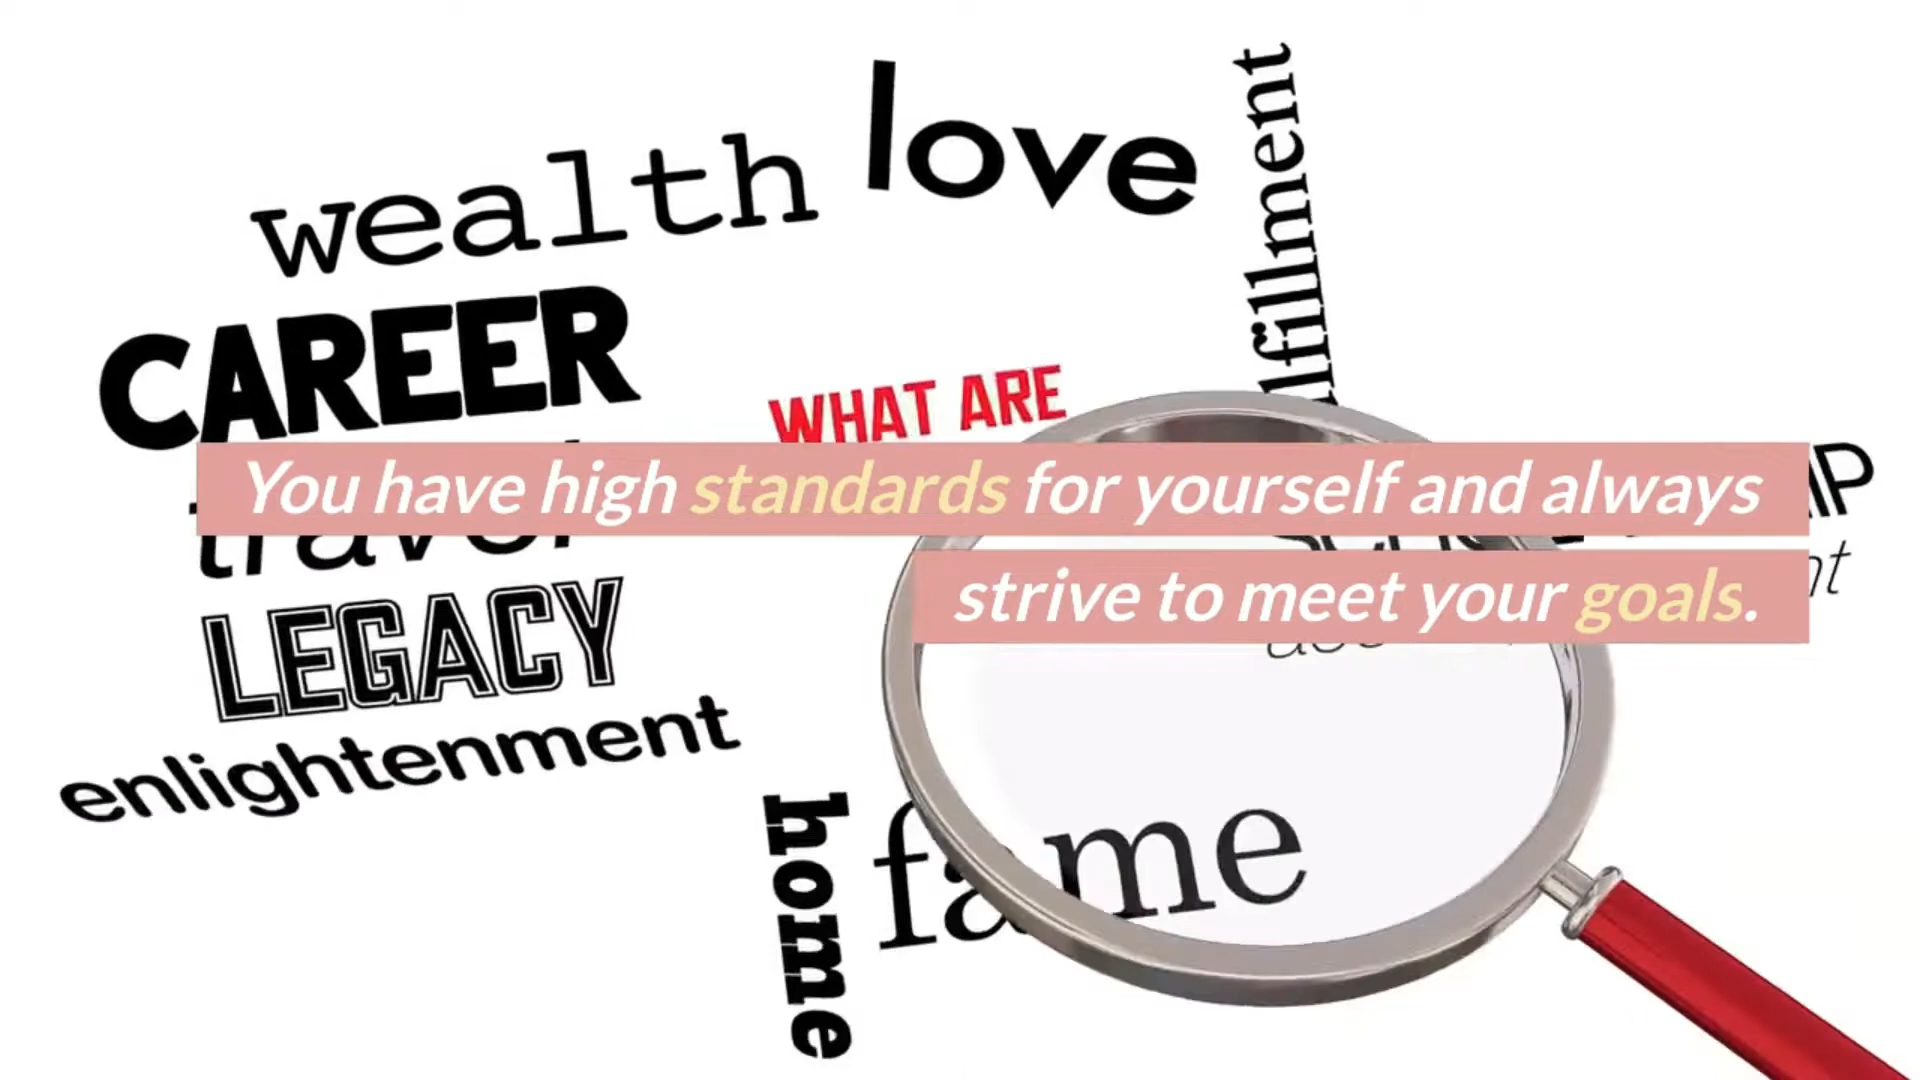 love
wealth
CAREER
WHAT ARE
You have high standards for yourself and always
strive to meet your goals.
LEGACY
enlightenment
home
fame